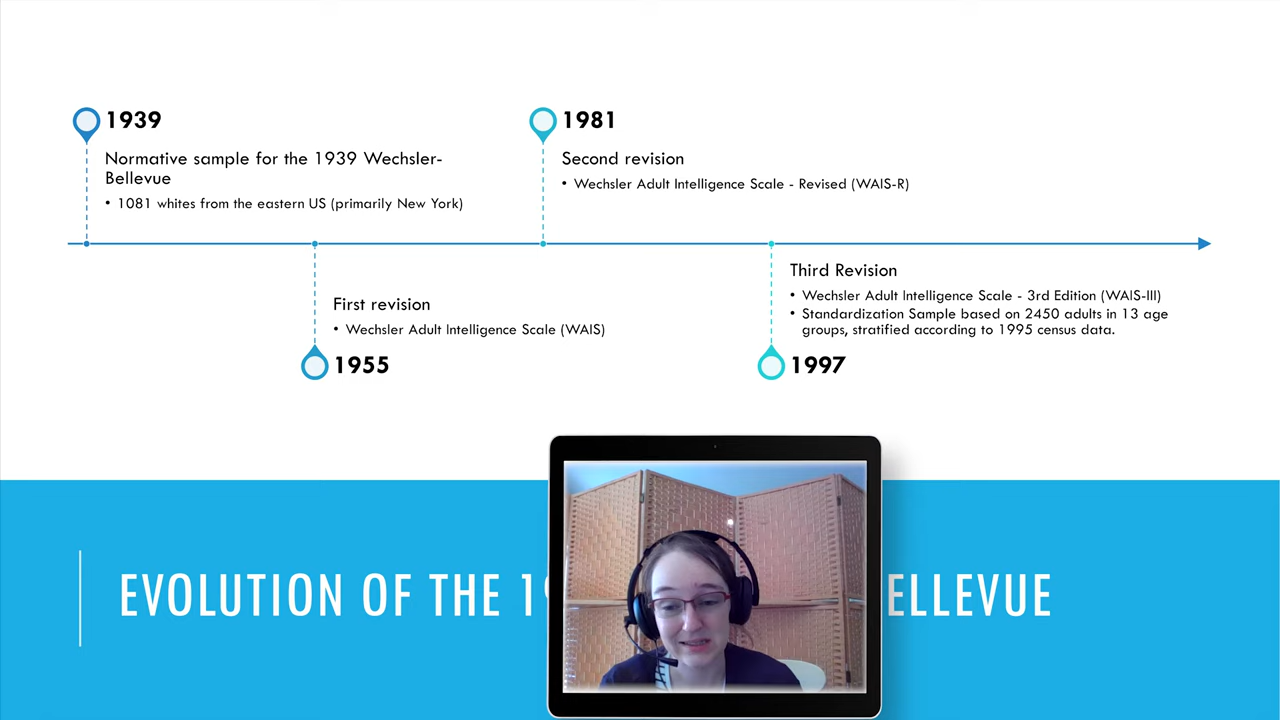 1939
Normative sample for the 1939 Wechsler-
Bellevue
• 1081 whites from the eastern US (primarily New York)
1981
Second revision
• Wechsler Adult Intelligence Scale - Revised (WAIS-R)
First revision
• Wechsler Adult Intelligence Scale (WAIS)
1955
Third Revision
• Wechsler Adult Intelligence Scale - 3rd Edition (WAIS-III)
• Standardization Sample based on 2450 adults in 13 age
groups, stratified according to 1995 census data.
1997
EVOLUTION OF THE